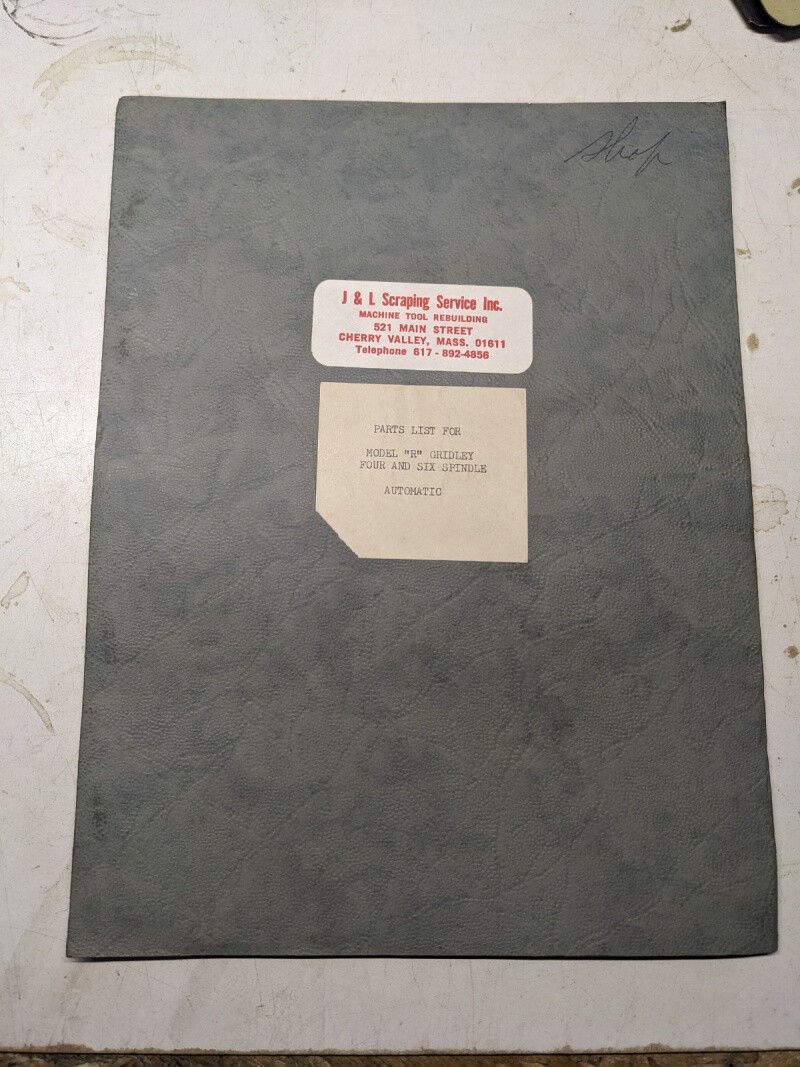 shop
J & L Scraping Service Inc.
MACHINE TOOL REBUILDING
521 MAIN STREET
CHERRY VALLEY, MASS. 01611
Telephone 617 - 892-4856
PARTS LIST FOR
MODEL "R" GRIDLEY
FOUR AND SIX SPINDLE
AUTOMATIC